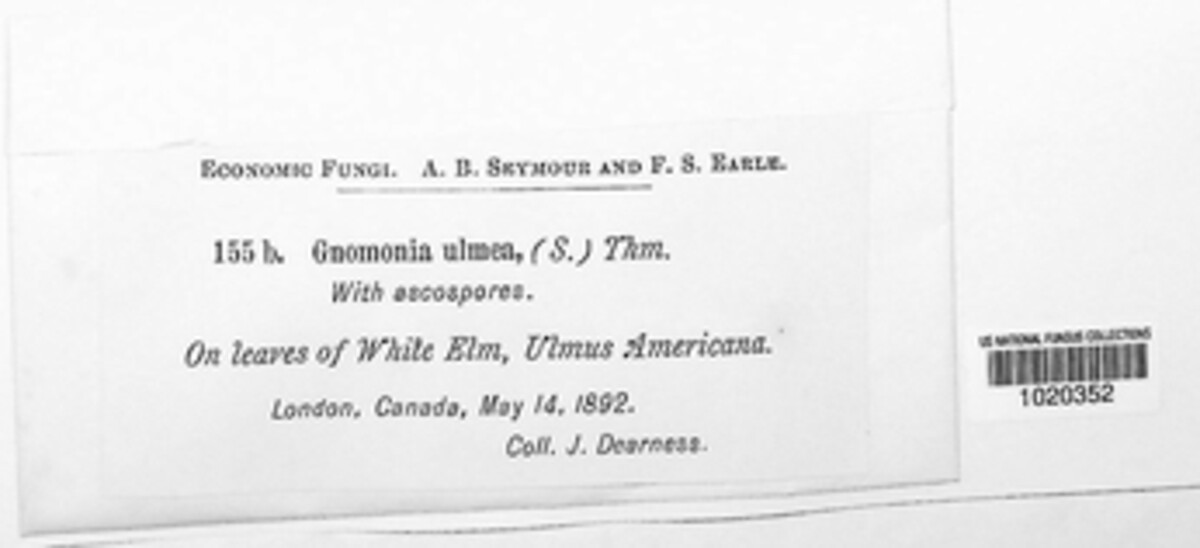 Economic Fungi. A. B. Seymour and F. S. Earle.
155 b. Gnomonia ulmea, (S.) Thm.
With ascospores.
On leaves of White Elm, Ulmus Americana.
London, Canada, May 14, 1892.
Coll. J. Dearness.
US NATIONAL FUNGUS COLLECTIONS
1020352